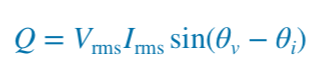 Q = V_rms I_rms sin(θ_v − θ_i)